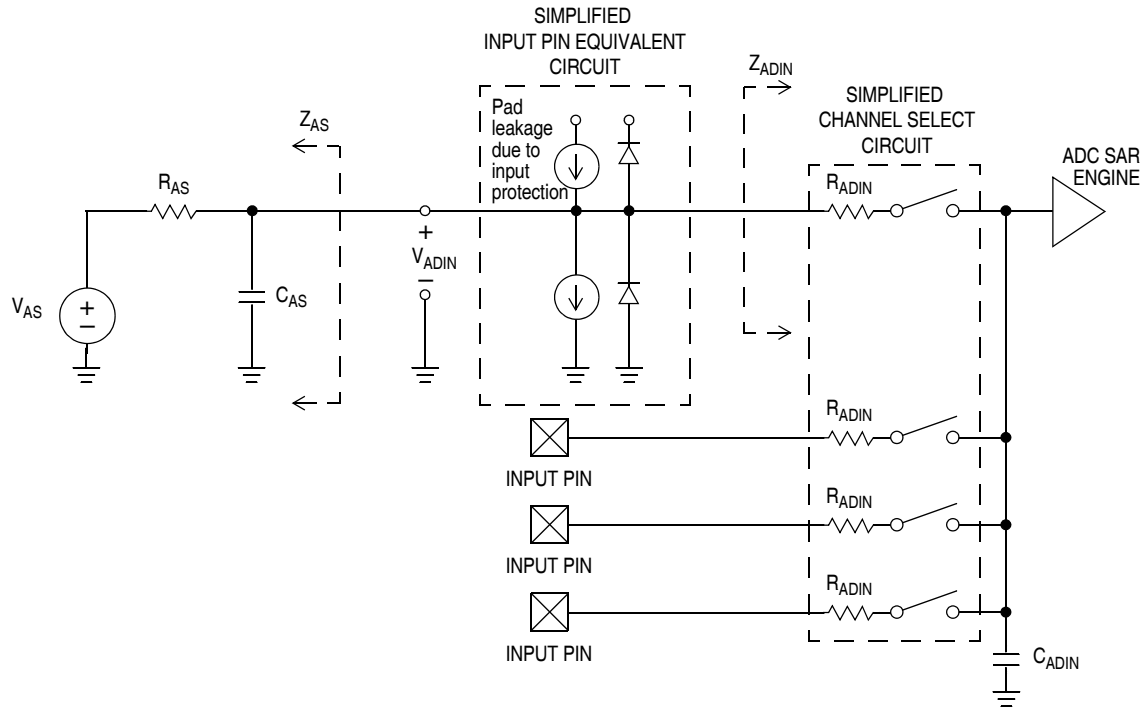 SIMPLIFIED
INPUT PIN EQUIVALENT
CIRCUIT
Z_ADIN
SIMPLIFIED
CHANNEL SELECT
CIRCUIT
ADC SAR
ENGINE
Pad
leakage
due to
input
protection
Z_AS
R_AS
R_ADIN
+
V_ADIN
−
C_AS
V_AS
+
−
R_ADIN
INPUT PIN
R_ADIN
INPUT PIN
R_ADIN
INPUT PIN
C_ADIN